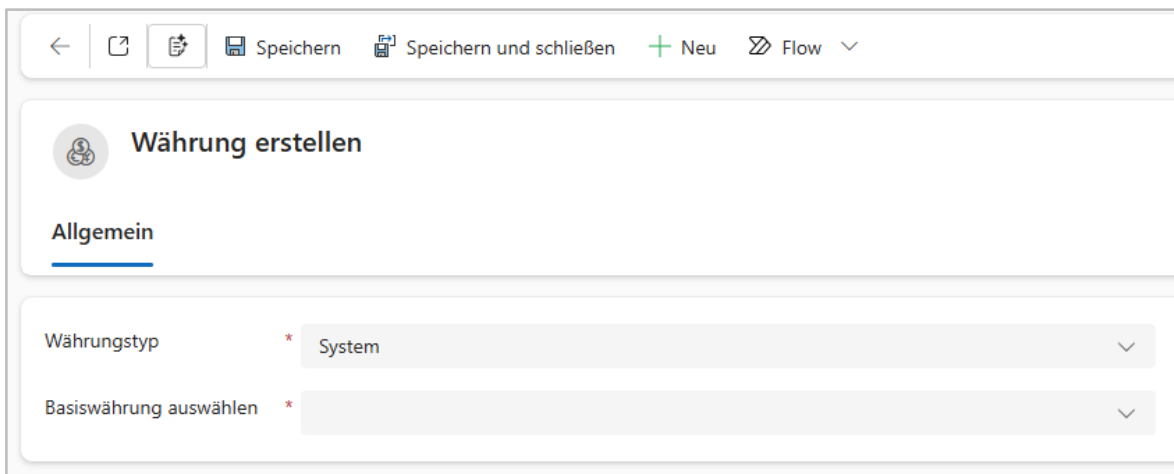 Speichern Speichern und schließen Neu Flow
Währung erstellen
Allgemein
Währungstyp * System
Basiswährung auswählen *